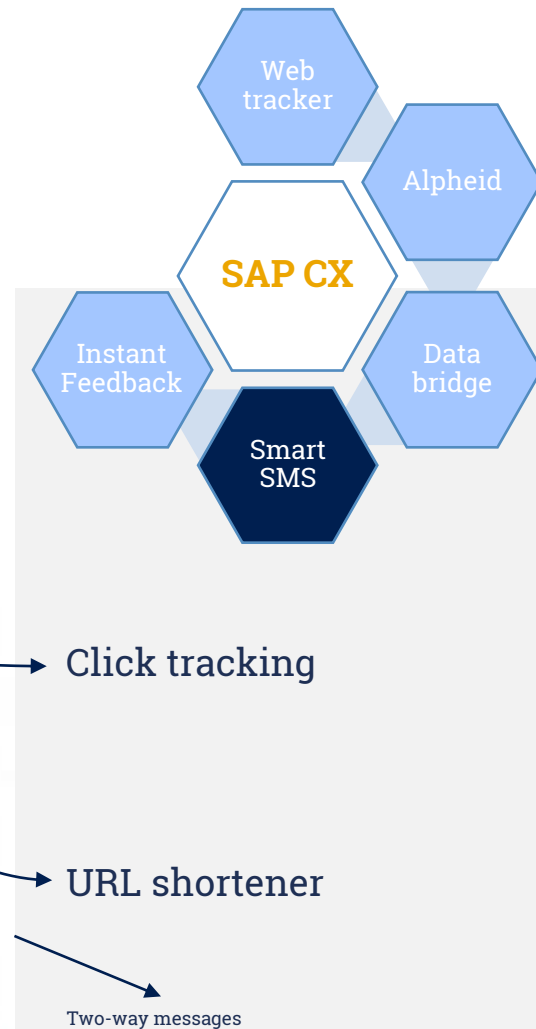 Web
tracker
Alpheid
SAP CX
Instant
Feedback
Data
bridge
Smart
SMS
Click tracking
URL shortener
Two-way messages